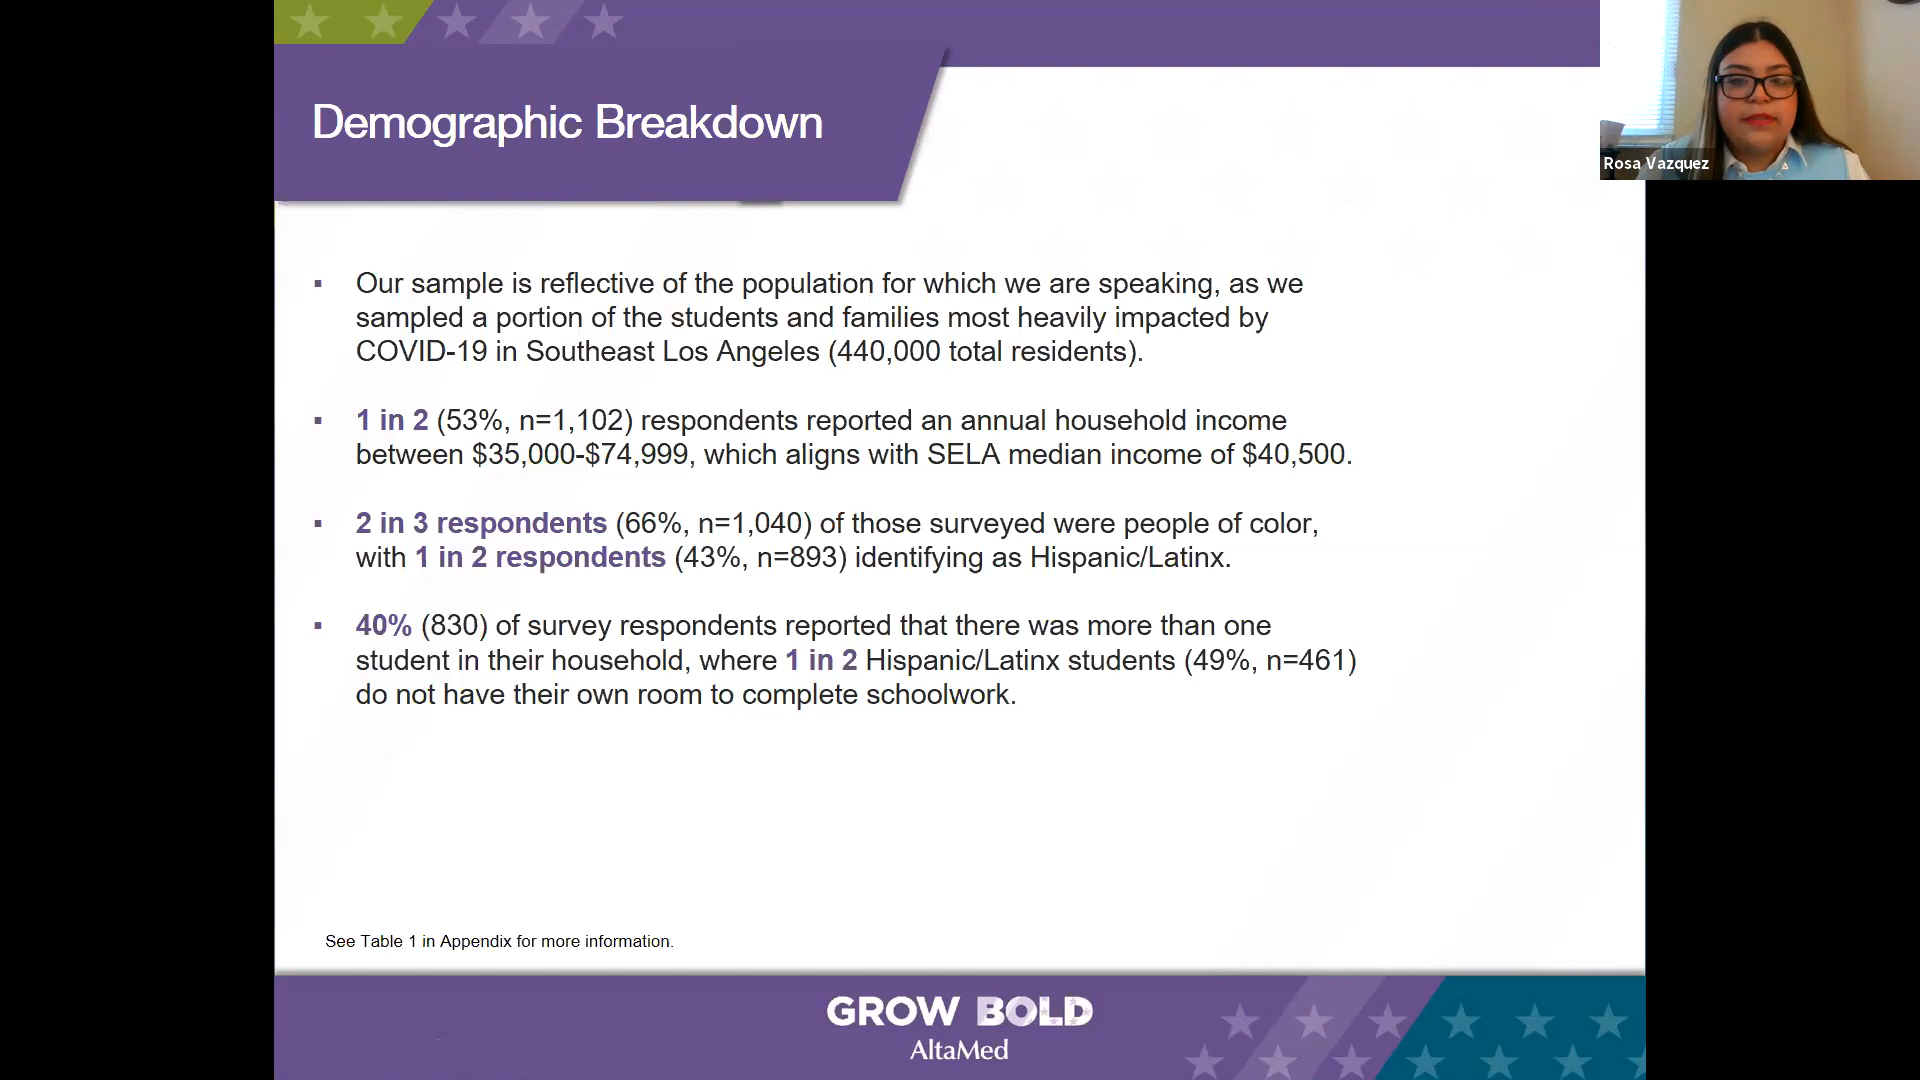 Demographic Breakdown
Rosa Vazquez
▪ Our sample is reflective of the population for which we are speaking, as we
sampled a portion of the students and families most heavily impacted by
COVID-19 in Southeast Los Angeles (440,000 total residents).
▪ 1 in 2 (53%, n=1,102) respondents reported an annual household income
between $35,000-$74,999, which aligns with SELA median income of $40,500.
▪ 2 in 3 respondents (66%, n=1,040) of those surveyed were people of color,
with 1 in 2 respondents (43%, n=893) identifying as Hispanic/Latinx.
▪ 40% (830) of survey respondents reported that there was more than one
student in their household, where 1 in 2 Hispanic/Latinx students (49%, n=461)
do not have their own room to complete schoolwork.
See Table 1 in Appendix for more information.
GROW BOLD
AltaMed